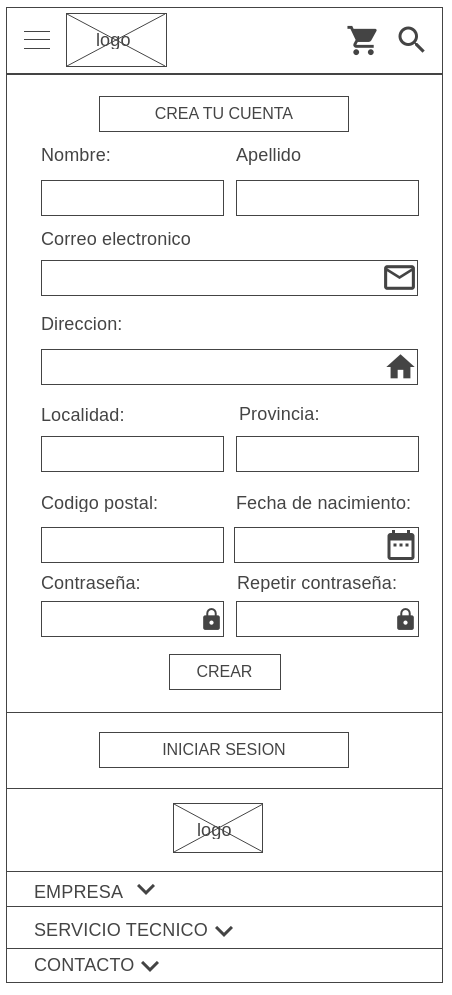 logo
CREA TU CUENTA
Nombre: Apellido
Correo electronico
Direccion:
Localidad: Provincia:
Codigo postal: Fecha de nacimiento:
Contraseña: Repetir contraseña:
CREAR
INICIAR SESION
logo
EMPRESA
SERVICIO TECNICO
CONTACTO